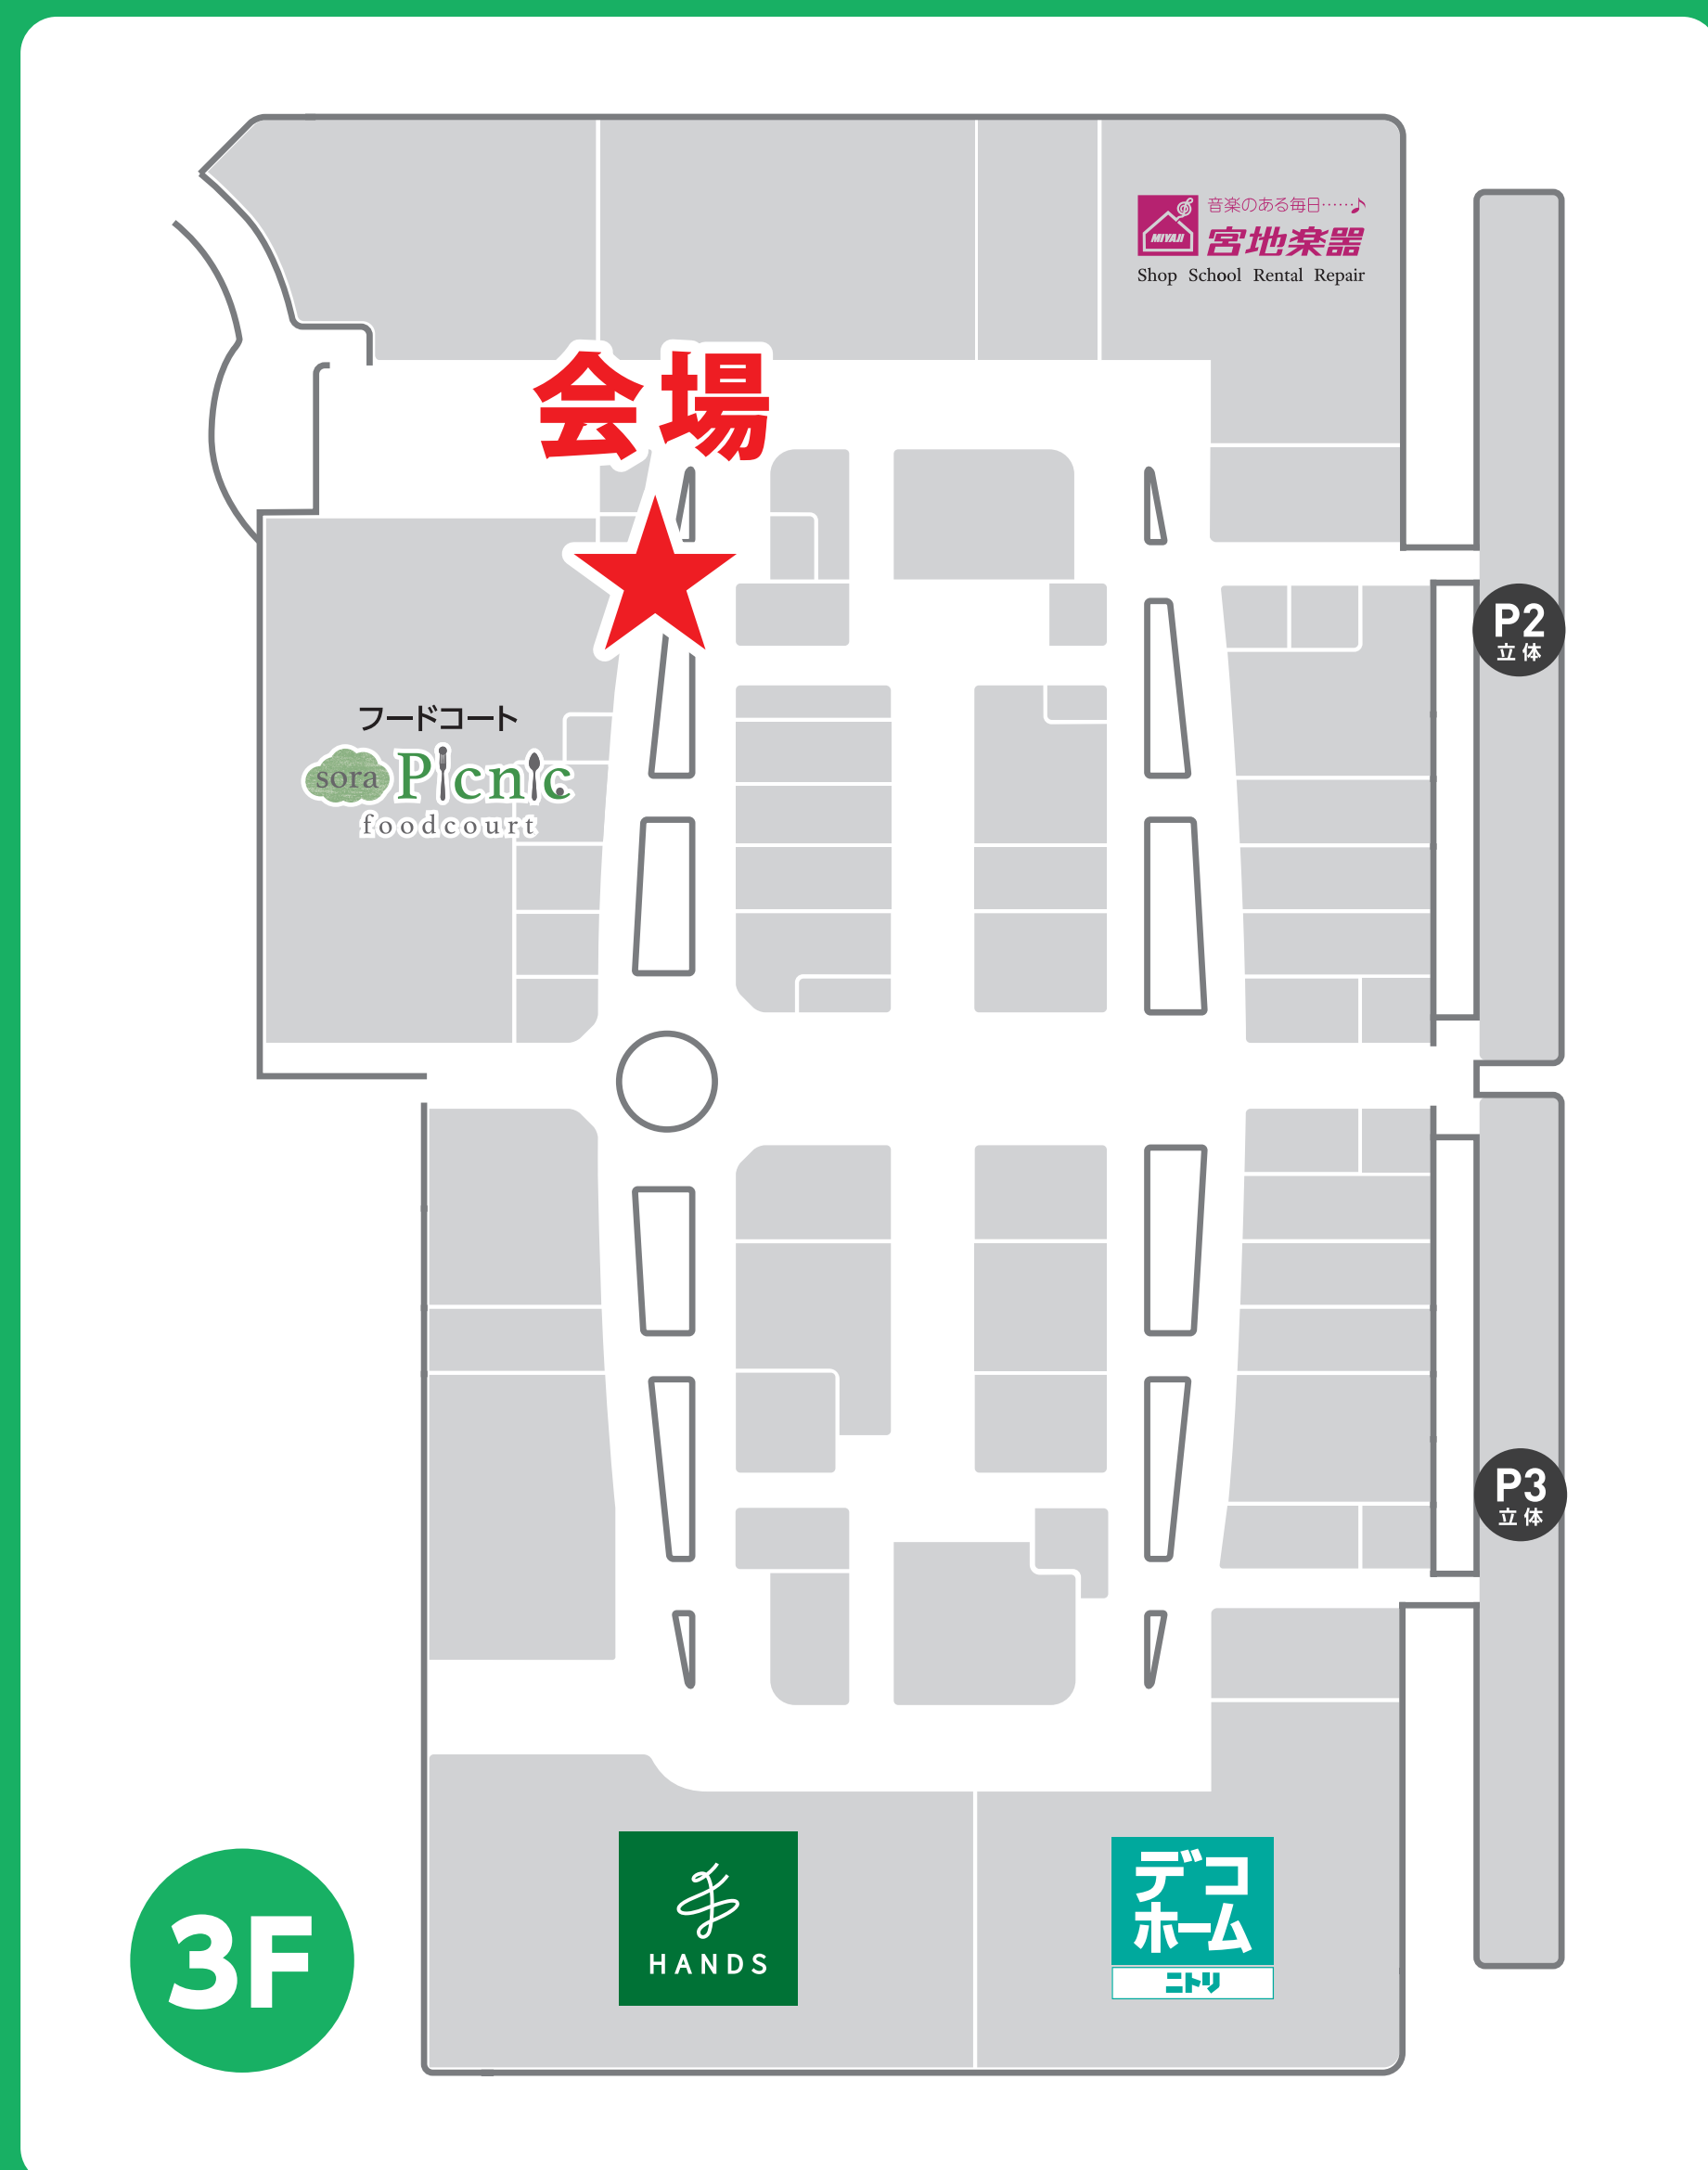 音楽のある毎日……♪
MIYAJI
宮地楽器
Shop School Rental Repair
会場
P2
立体
フードコート
sora Picnic
foodcourt
P3
立体
3F
HANDS
デコ
ホーム
ニトリ